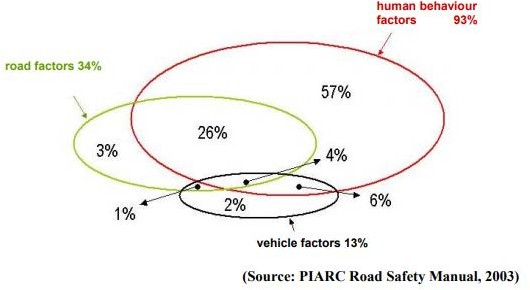 human behaviour
factors 93%
road factors 34%
57%
26%
3%
4%
1%
2%
6%
vehicle factors 13%
(Source: PIARC Road Safety Manual, 2003)